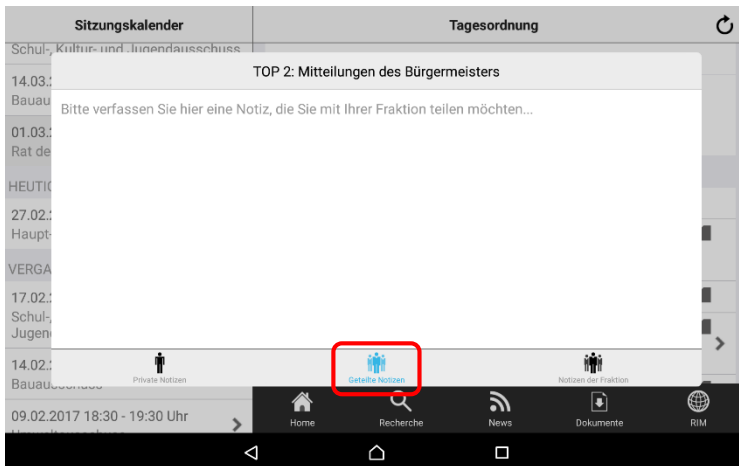 Sitzungskalender
Tagesordnung
Schul-, Kultur- und Jugendausschuss
TOP 2: Mitteilungen des Bürgermeisters
Bitte verfassen Sie hier eine Notiz, die Sie mit Ihrer Fraktion teilen möchten...
14.03.
Bauau
01.03.
Rat de
HEUTI
27.02.
Haupt-
VERGA
17.02.
Schul-,
Jugen
14.02.
Bauausschuss
Private Notizen
Geteilte Notizen
Notizen der Fraktion
09.02.2017 18:30 - 19:30 Uhr
Home
Recherche
News
Dokumente
RIM